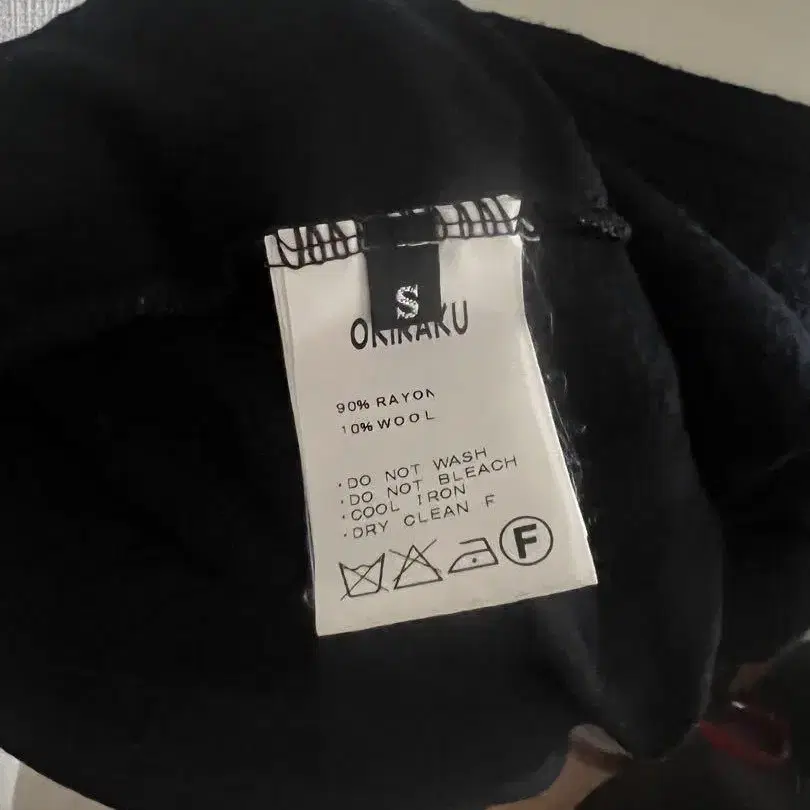 S
OKIRAKU
90% RAYON
10% WOOL
·DO NOT WASH
·DO NOT BLEACH
·COOL IRON
·DRY CLEAN F
F